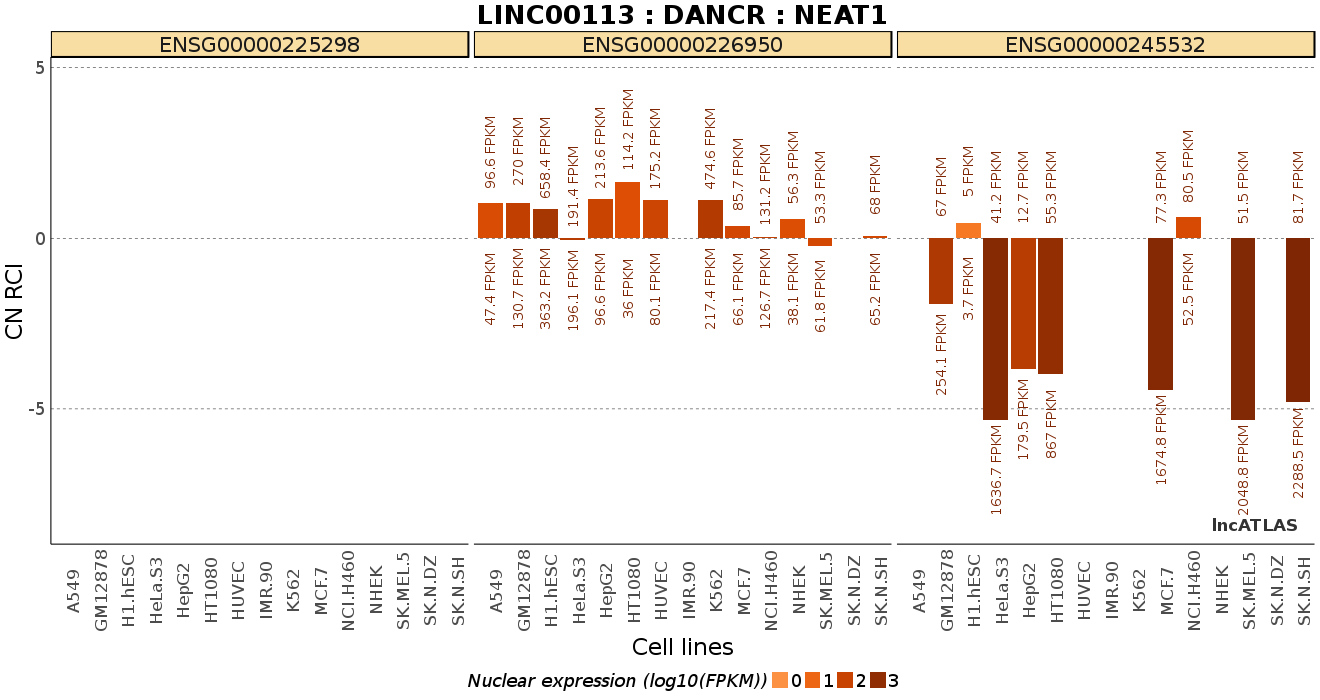 LINC00113 : DANCR : NEAT1
ENSG00000225298 ENSG00000226950 ENSG00000245532
5
0
-5
CN RCI
96.6 FPKM 270 FPKM 658.4 FPKM 191.4 FPKM 213.6 FPKM 114.2 FPKM 175.2 FPKM 474.6 FPKM 85.7 FPKM 131.2 FPKM 56.3 FPKM 53.3 FPKM 68 FPKM
47.4 FPKM 130.7 FPKM 363.2 FPKM 196.1 FPKM 96.6 FPKM 36 FPKM 80.1 FPKM 217.4 FPKM 66.1 FPKM 126.7 FPKM 38.1 FPKM 61.8 FPKM 65.2 FPKM
67 FPKM 5 FPKM 41.2 FPKM 12.7 FPKM 55.3 FPKM 77.3 FPKM 80.5 FPKM 51.5 FPKM 81.7 FPKM
254.1 FPKM 3.7 FPKM 1636.7 FPKM 179.5 FPKM 867 FPKM 1674.8 FPKM 52.5 FPKM 2048.8 FPKM 2288.5 FPKM
lncATLAS
A549 GM12878 H1.hESC HeLa.S3 HepG2 HT1080 HUVEC IMR.90 K562 MCF.7 NCI.H460 NHEK SK.MEL.5 SK.N.DZ SK.N.SH
A549 GM12878 H1.hESC HeLa.S3 HepG2 HT1080 HUVEC IMR.90 K562 MCF.7 NCI.H460 NHEK SK.MEL.5 SK.N.DZ SK.N.SH
A549 GM12878 H1.hESC HeLa.S3 HepG2 HT1080 HUVEC IMR.90 K562 MCF.7 NCI.H460 NHEK SK.MEL.5 SK.N.DZ SK.N.SH
Cell lines
Nuclear expression (log10(FPKM)) 0 1 2 3